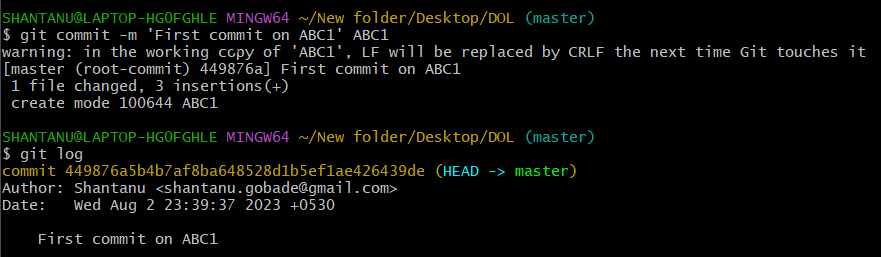 SHANTANU@LAPTOP-HG0FGHLE MINGW64 ~/New folder/Desktop/DOL (master)
$ git commit -m 'First commit on ABC1' ABC1
warning: in the working copy of 'ABC1', LF will be replaced by CRLF the next time Git touches it
[master (root-commit) 449876a] First commit on ABC1
 1 file changed, 3 insertions(+)
 create mode 100644 ABC1
SHANTANU@LAPTOP-HG0FGHLE MINGW64 ~/New folder/Desktop/DOL (master)
$ git log
commit 449876a5b4b7af8ba648528d1b5ef1ae426439de (HEAD -> master)
Author: Shantanu <shantanu.gobade@gmail.com>
Date:   Wed Aug 2 23:39:37 2023 +0530
    First commit on ABC1